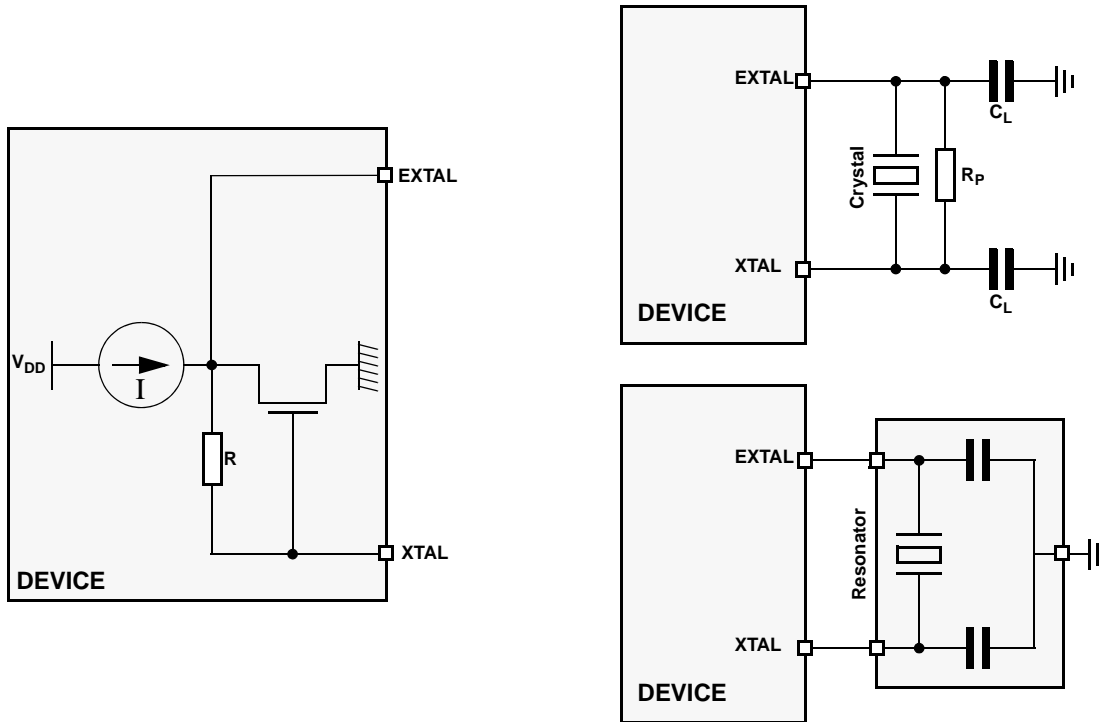 EXTAL
V_DD
I
R
XTAL
DEVICE
EXTAL
C_L
Crystal
R_P
XTAL
C_L
DEVICE
EXTAL
Resonator
XTAL
DEVICE